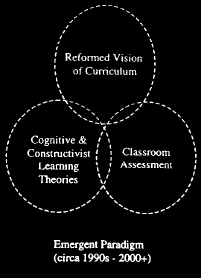 Reformed Vision
of Curriculum
Cognitive &
Constructivist
Learning
Theories
Classroom
Assessment
Emergent Paradigm
(circa 1990s - 2000+)